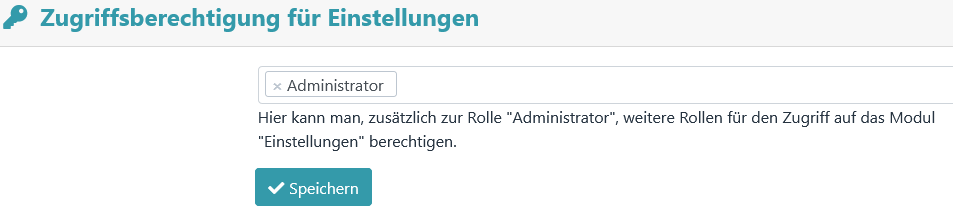 Zugriffsberechtigung für Einstellungen
× Administrator
Hier kann man, zusätzlich zur Rolle "Administrator", weitere Rollen für den Zugriff auf das Modul
"Einstellungen" berechtigen.
Speichern